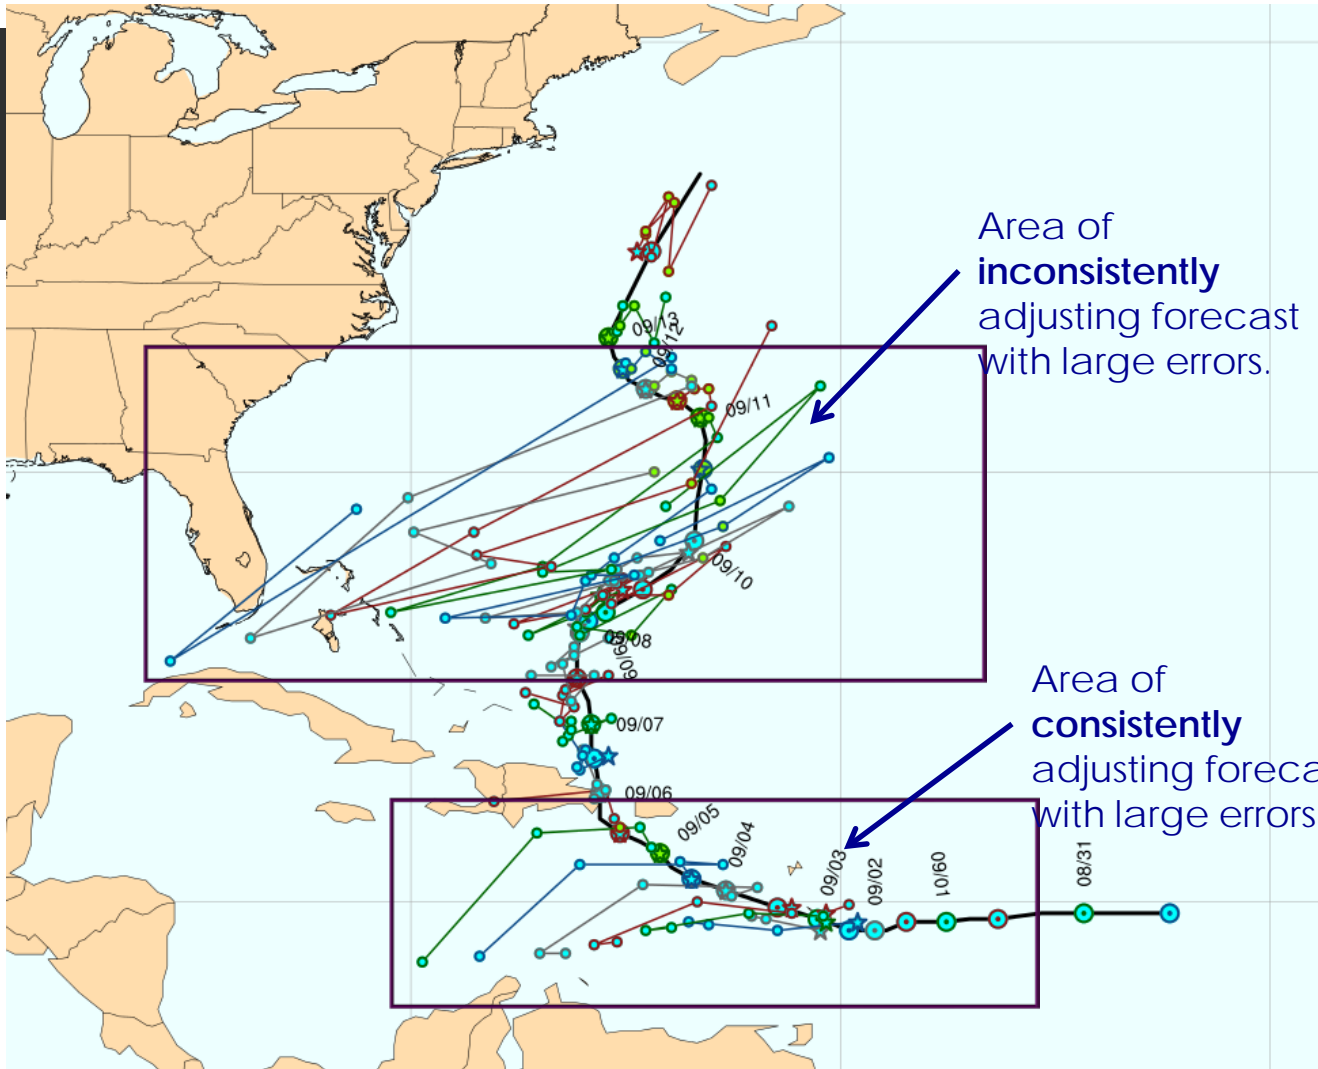 Area of
inconsistently
adjusting forecast
with large errors.
09/13
09/12
09/11
09/10
09/08
09/09
09/07
Area of
consistently
adjusting foreca
with large errors
09/06
09/05
09/04
09/03
09/02
09/01
08/31